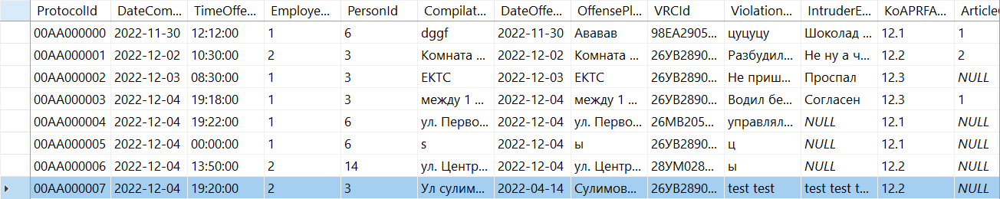 ProtocolId DateCom... TimeOffe... Employe... PersonId Compilat... DateOffe... OffensePl... VRCId Violation... IntruderE... KoAPRFA... Article
00AA000000 2022-11-30 12:12:00 1 6 dggf 2022-11-30 Ававав 98EA2905... цуцуцу Шоколад ... 12.1 1
00AA000001 2022-12-02 10:30:00 2 3 Комната ... 2022-12-02 Комната ... 26УВ2890... Разбудил... Не ну а ч... 12.2 2
00AA000002 2022-12-03 08:30:00 1 3 ЕКТС 2022-12-03 ЕКТС 26УВ2890... Не приш... Проспал 12.3 NULL
00AA000003 2022-12-04 19:18:00 1 3 между 1 ... 2022-12-04 между 1 ... 26УВ2890... Водил бе... Согласен 12.3 1
00AA000004 2022-12-04 19:22:00 1 6 ул. Перво... 2022-12-04 ул. Перво... 26МВ205... управлял... NULL 12.1 NULL
00AA000005 2022-12-04 00:00:00 1 6 s 2022-12-04 ы 26УВ2890... ц NULL 12.1 NULL
00AA000006 2022-12-04 13:50:00 2 14 ул. Центр... 2022-12-04 ул. Центр... 28УМ028... ы NULL 12.2 NULL
00AA000007 2022-12-04 19:20:00 2 3 Ул сулим... 2022-04-14 Сулимов... 26УВ2890... test test test test t... 12.2 NULL